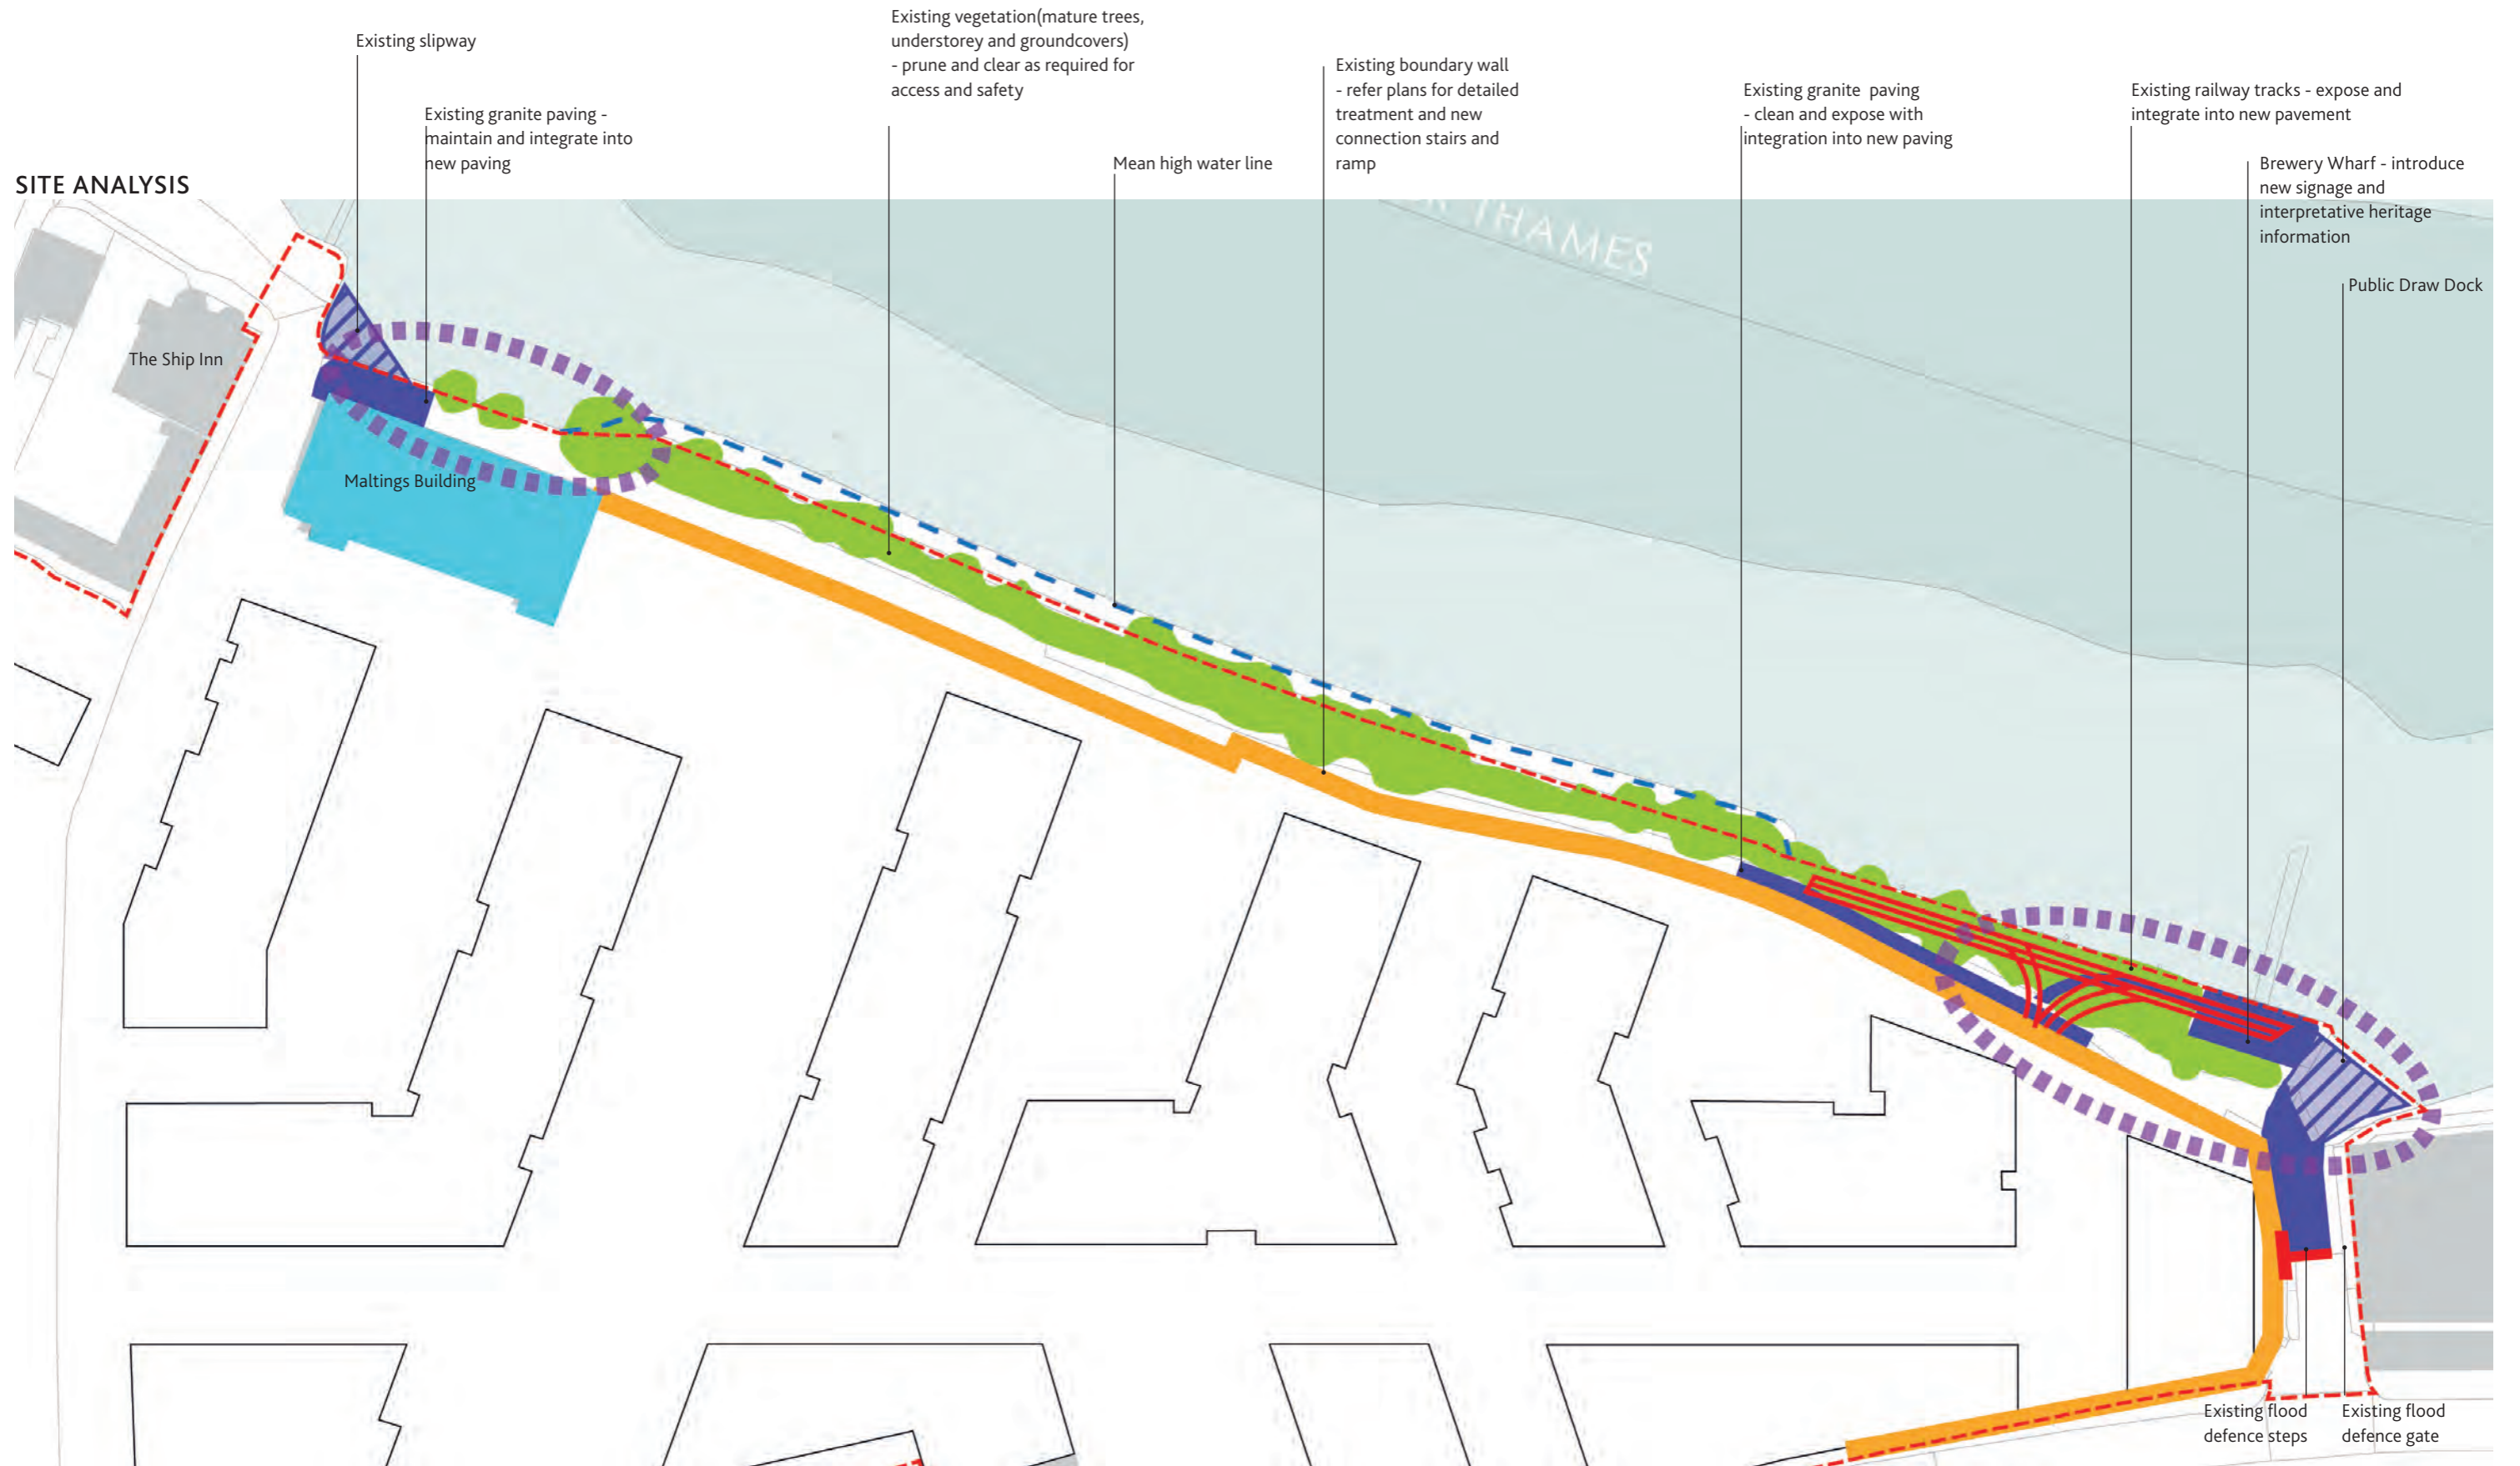 Existing slipway
Existing granite paving -
maintain and integrate into
new paving
Existing vegetation(mature trees,
understorey and groundcovers)
- prune and clear as required for
access and safety
Mean high water line
Existing boundary wall
- refer plans for detailed
treatment and new
connection stairs and
ramp
Existing granite  paving
- clean and expose with
integration into new paving
Existing railway tracks - expose and
integrate into new pavement
Brewery Wharf - introduce
new signage and
interpretative heritage
information
Public Draw Dock
SITE ANALYSIS
THAMES
The Ship Inn
Maltings Building
Existing flood
defence steps
Existing flood
defence gate